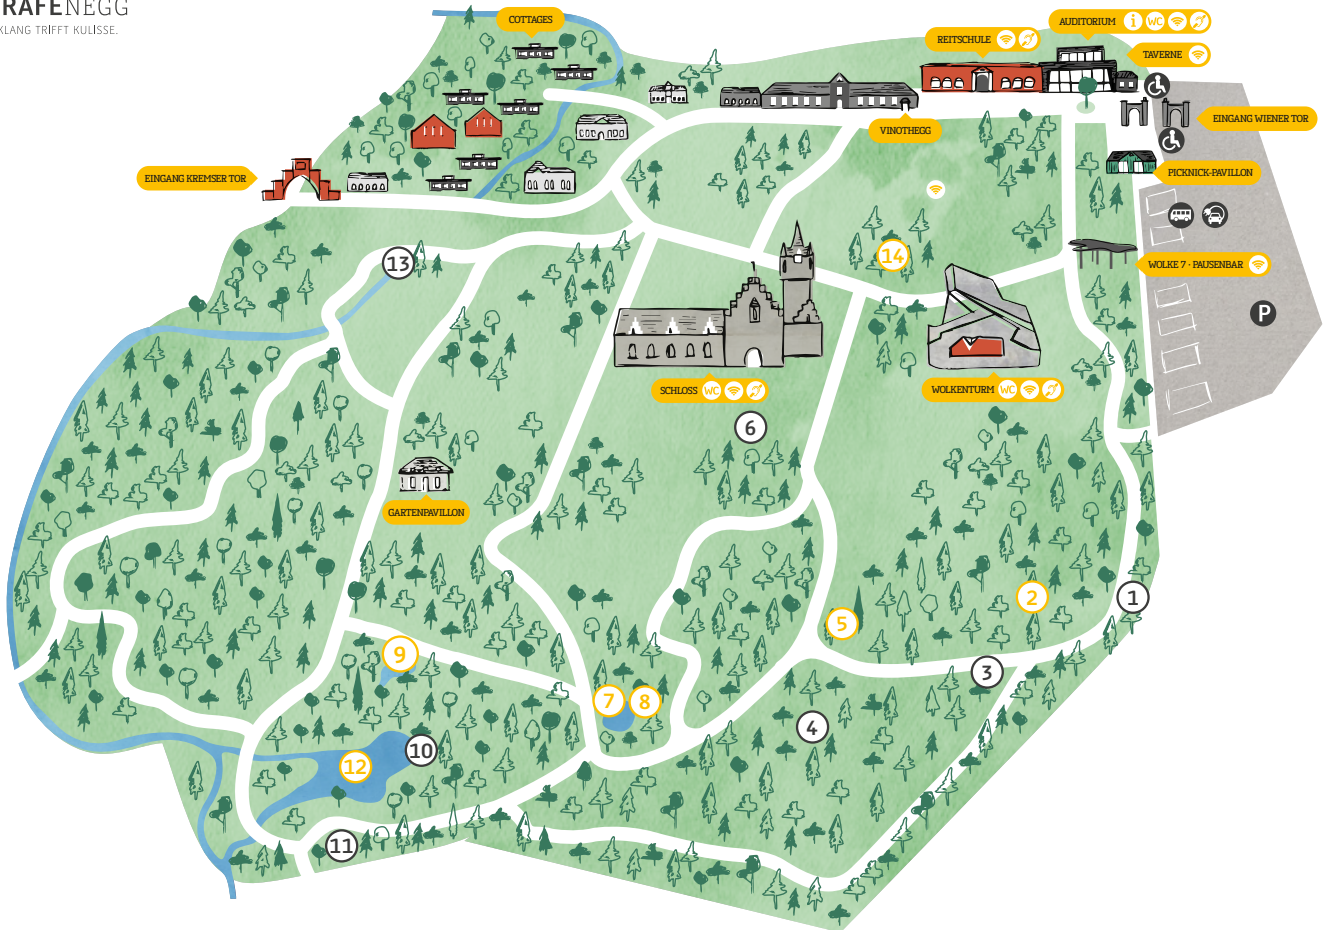 RAFENEGG
KLANG TRIFFT KULISSE.
COTTAGES
AUDITORIUM i WC
REITSCHULE
TAVERNE
EINGANG WIENER TOR
VINOTHEGG
PICKNICK-PAVILLON
EINGANG KREMSER TOR
14
13
WOLKE 7 · PAUSENBAR
P
SCHLOSS WC
WOLKENTURM WC
6
GARTENPAVILLON
2
1
5
9
3
7
8
4
10
12
11